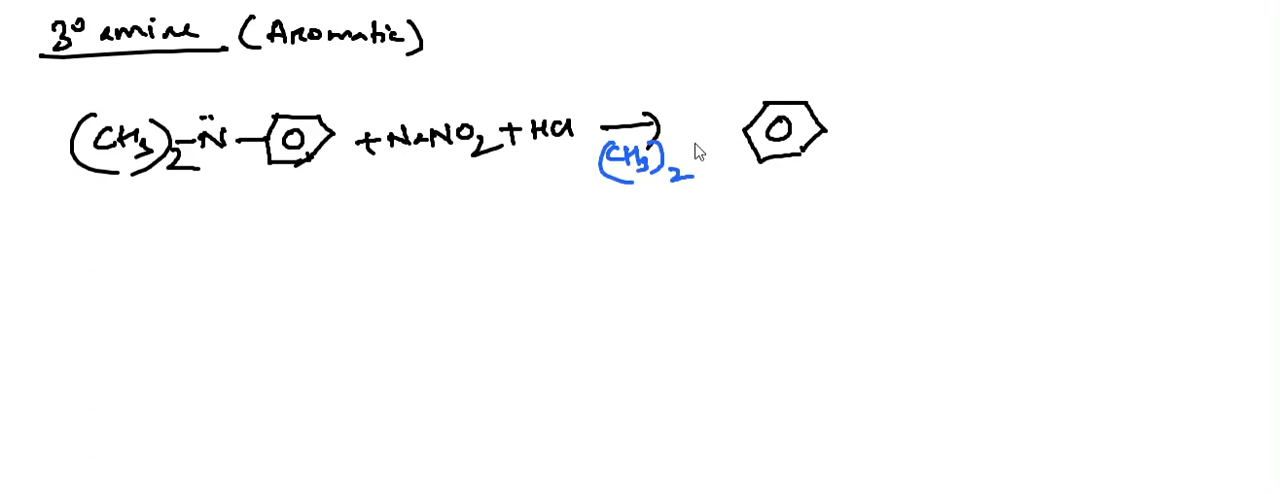 3° amine (Aromatic)
(CH3)2-N̈- + NaNO2 + HCl →
(CH3)2